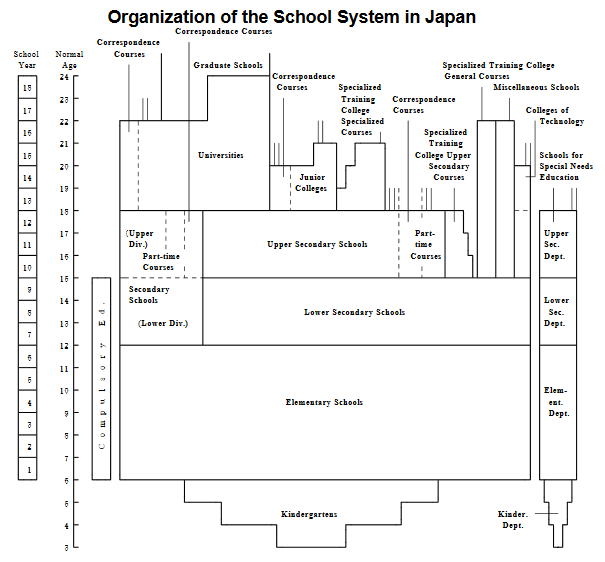 Organization of the School System in Japan
Correspondence Courses
School
Year
Normal
Age
Correspondence
Courses
Graduate Schools
Correspondence
Courses
Specialized
Training
College
Specialized
Courses
Correspondence
Courses
Specialized Training College
General Courses
Miscellaneous Schools
Colleges of
Technology
Specialized
Training
College Upper
Secondary
Courses
Schools for
Special Needs
Education
Universities
Junior
Colleges
(Upper
Div.)
Part-time
Courses
Upper Secondary Schools
Part-
time
Courses
Upper
Sec.
Dept.
Secondary
Schools
(Lower Div.)
Lower Secondary Schools
Lower
Sec.
Dept.
Compulsory Ed.
Elementary Schools
Elem-
ent.
Dept.
Kindergartens
Kinder.
Dept.
18
17
16
15
14
13
12
11
10
9
8
7
6
5
4
3
2
1
24
23
22
21
20
19
18
17
16
15
14
13
12
11
10
9
8
7
6
5
4
3